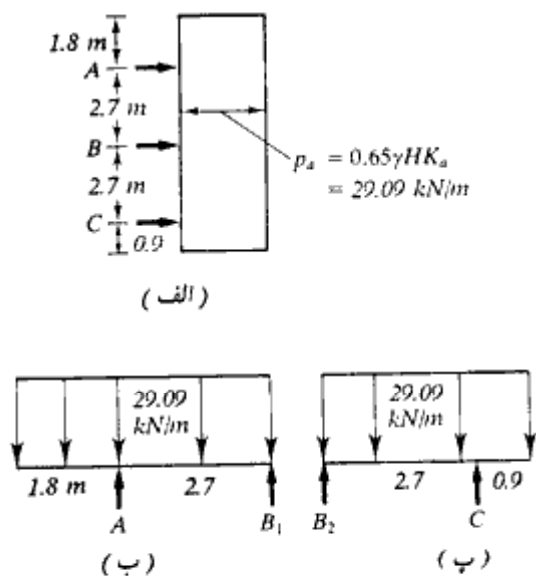 1.8 m
A
2.7 m
B
pₐ = 0.65γHKₐ
= 29.09 kN/m
2.7 m
C
0.9
(الف)
29.09
kN/m
1.8 m
2.7
A
B₁
(ب)
29.09
kN/m
2.7
0.9
B₂
C
(پ)